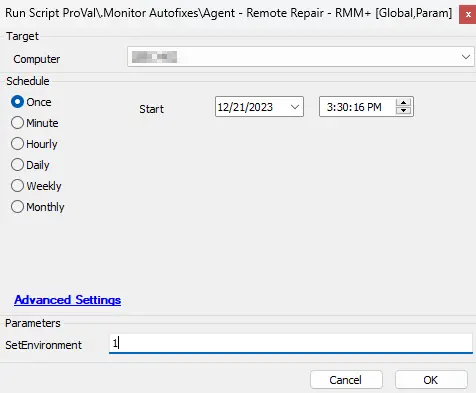 Run Script ProVal\.Monitor Autofixes\Agent - Remote Repair - RMM+ [Global,Param] x
Target
Computer
Schedule
Once Start 12/21/2023 3:30:16 PM
Minute
Hourly
Daily
Weekly
Monthly
Advanced Settings
Parameters
SetEnvironment 1
Cancel OK